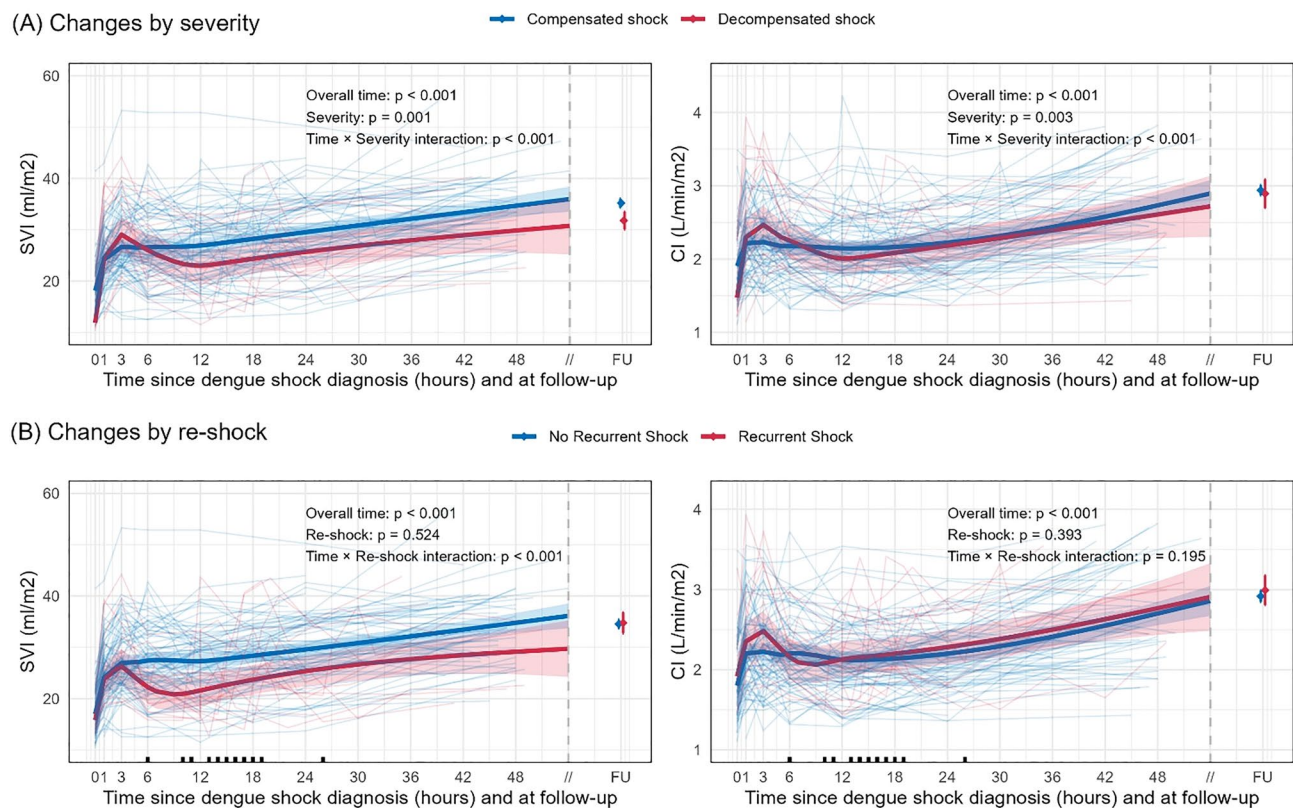 (A) Changes by severity
Compensated shock Decompensated shock
60
40
20
SVI (ml/m2)
Overall time: p < 0.001
Severity: p = 0.001
Time × Severity interaction: p < 0.001
01 3 6 12 18 24 30 36 42 48 // FU
Time since dengue shock diagnosis (hours) and at follow-up
4
3
2
1
CI (L/min/m2)
Overall time: p < 0.001
Severity: p = 0.003
Time × Severity interaction: p < 0.001
01 3 6 12 18 24 30 36 42 48 // FU
Time since dengue shock diagnosis (hours) and at follow-up
(B) Changes by re-shock
No Recurrent Shock Recurrent Shock
60
40
20
SVI (ml/m2)
Overall time: p < 0.001
Re-shock: p = 0.524
Time × Re-shock interaction: p < 0.001
01 3 6 12 18 24 30 36 42 48 // FU
Time since dengue shock diagnosis (hours) and at follow-up
4
3
2
1
CI (L/min/m2)
Overall time: p < 0.001
Re-shock: p = 0.393
Time × Re-shock interaction: p = 0.195
01 3 6 12 18 24 30 36 42 48 // FU
Time since dengue shock diagnosis (hours) and at follow-up